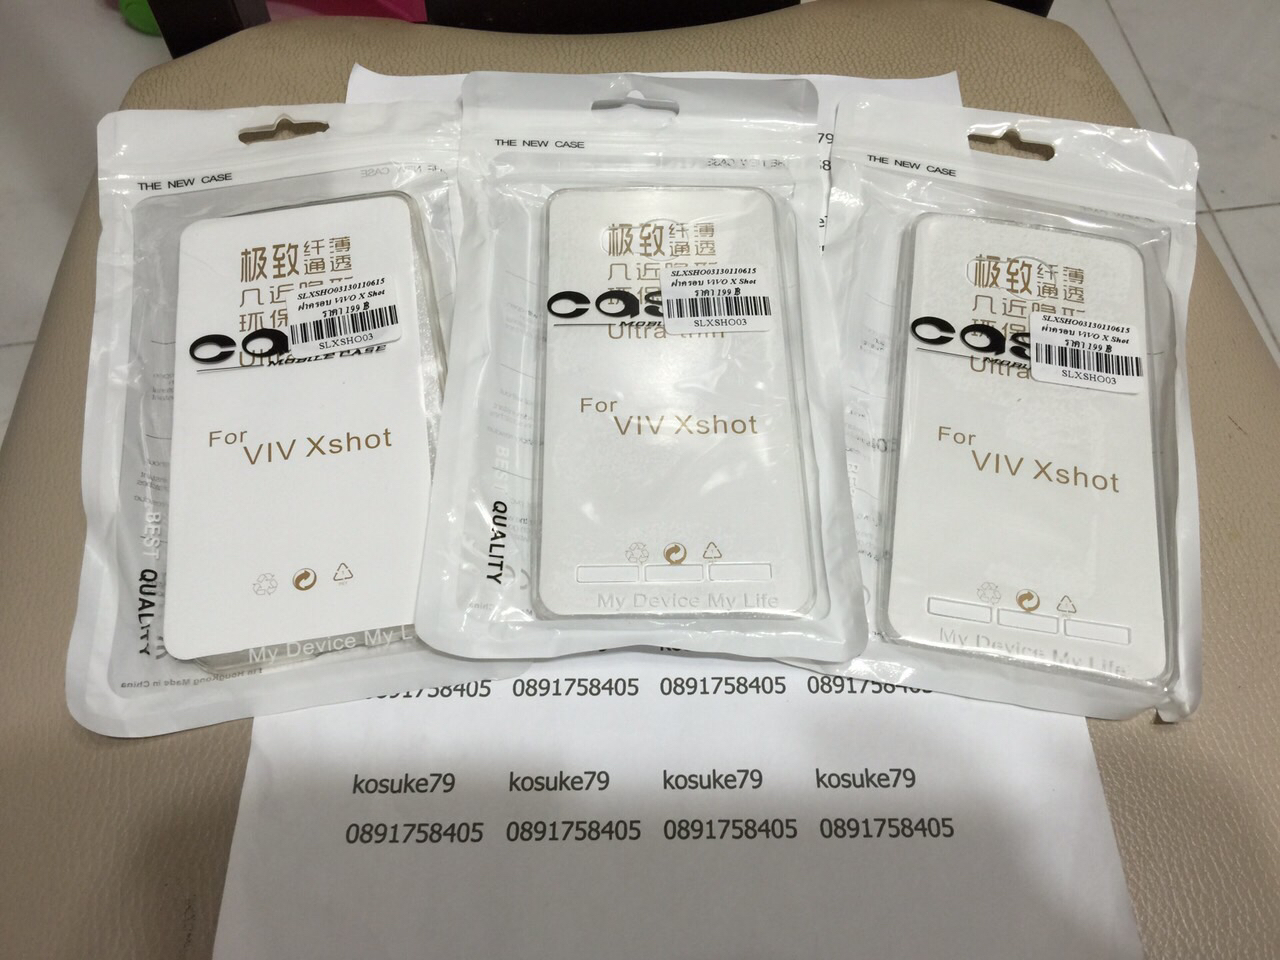 THE NEW CASE
极致 纤薄
通透
SLXSHO03130110615
ฝาครอบ ViVO X Shot
ราคา 199 ฿
SLXSHO03
MOBILE CASE
For
VIV Xshot
BEST QUALITY
My Device My
HongKong Made in China
THE NEW CASE
极致 纤薄
通透
SLXSHO03130110615
ฝาครอบ ViVO X Shot
ราคา 199 ฿
SLXSHO03
Ultra-thin
For
VIV Xshot
BEST QUALITY
My Device My Life
THE NEW CASE
极致 纤薄
通透
SLXSHO03130110615
ฝาครอบ ViVO X Shot
ราคา 199 ฿
SLXSHO03
For
VIV Xshot
My Device My Life
0891758405 0891758405 0891758405 0891758405
kosuke79 kosuke79 kosuke79 kosuke79
0891758405 0891758405 0891758405 0891758405